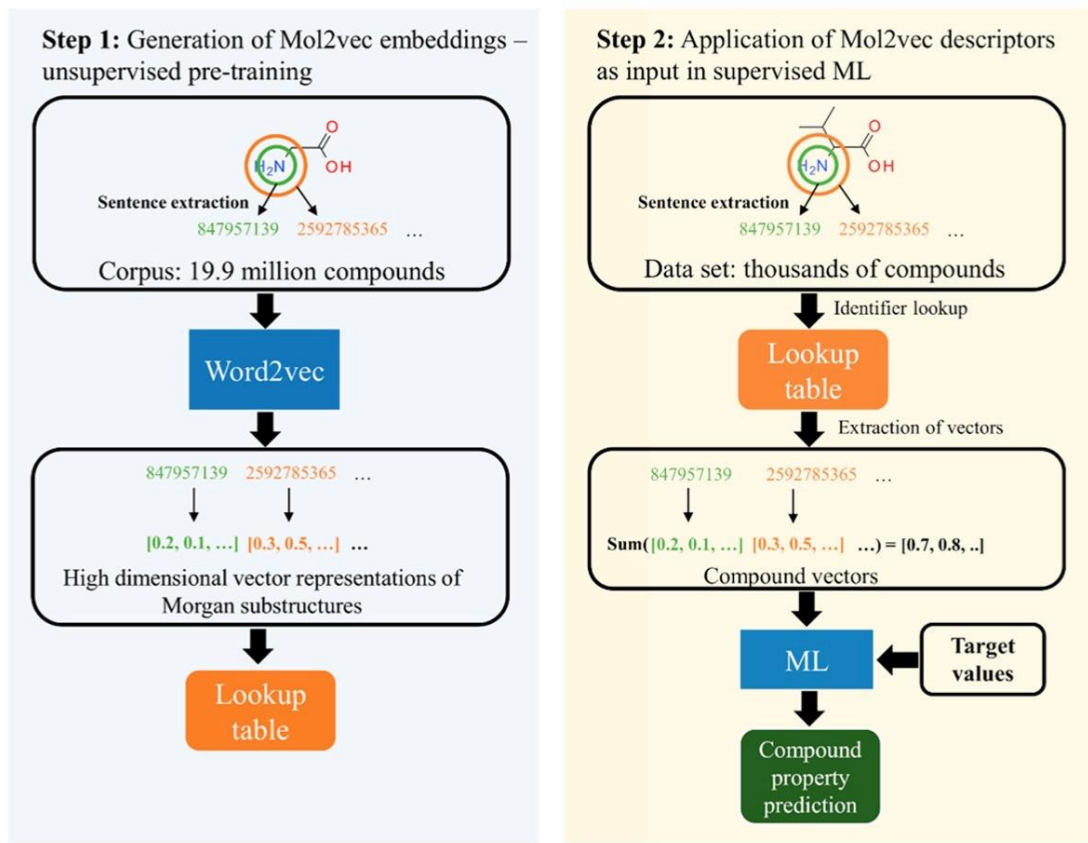 Step 1: Generation of Mol2vec embeddings –
unsupervised pre-training
O
H₂N
OH
Sentence extraction
847957139 2592785365 ...
Corpus: 19.9 million compounds
Word2vec
847957139 2592785365 ...
[0.2, 0.1, ...] [0.3, 0.5, ...] ...
High dimensional vector representations of
Morgan substructures
Lookup
table
Step 2: Application of Mol2vec descriptors
as input in supervised ML
O
H₂N
OH
Sentence extraction
847957139 2592785365 ...
Data set: thousands of compounds
Identifier lookup
Lookup
table
Extraction of vectors
847957139 2592785365 ...
Sum([0.2, 0.1, ...] [0.3, 0.5, ...] ...) = [0.7, 0.8, ..]
Compound vectors
ML
Target
values
Compound
property
prediction